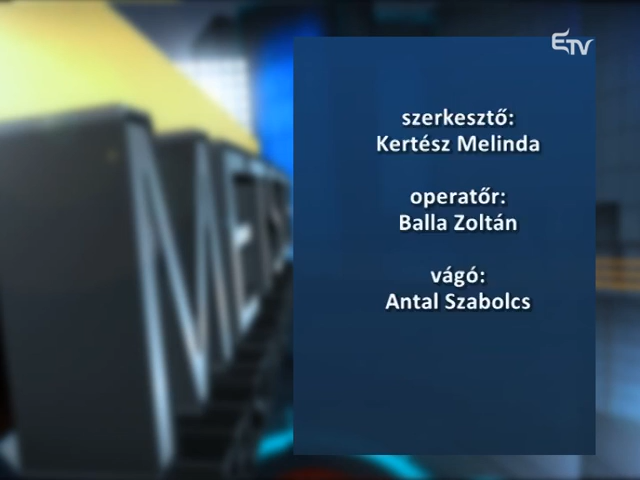 ETV
szerkesztő:
Kertész Melinda
operatőr:
Balla Zoltán
vágó:
Antal Szabolcs